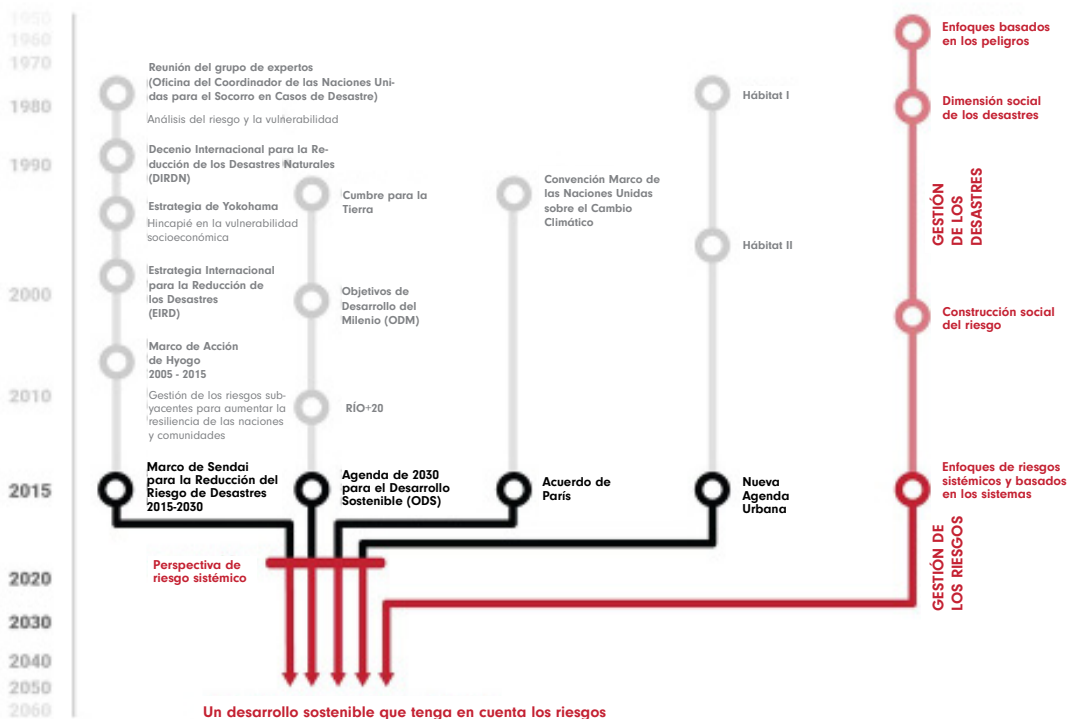 1950
1960
1970
1980
1990
2000
2010
2015
2020
2030
2040
2050
2060
Reunión del grupo de expertos
(Oficina del Coordinador de las Naciones Uni-
das para el Socorro en Casos de Desastre)
Análisis del riesgo y la vulnerabilidad
Decenio Internacional para la Re-
ducción de los Desastres Naturales
(DIRDN)
Estrategia de Yokohama
Hincapié en la vulnerabilidad
socioeconómica
Estrategia Internacional
para la Reducción de
los Desastres
(EIRD)
Marco de Acción
de Hyogo
2005 - 2015
Gestión de los riesgos sub-
yacentes para aumentar la
resiliencia de las naciones
y comunidades
Marco de Sendai
para la Reducción del
Riesgo de Desastres
2015-2030
Cumbre para la
Tierra
Objetivos de
Desarrollo del
Milenio (ODM)
RÍO+20
Agenda de 2030
para el Desarrollo
Sostenible (ODS)
Convención Marco de
las Naciones Unidas
sobre el Cambio
Climático
Acuerdo de
París
Hábitat I
Hábitat II
Nueva
Agenda
Urbana
Enfoques basados
en los peligros
Dimensión social
de los desastres
GESTIÓN
DE LOS
DESASTRES
Construcción social
del riesgo
Enfoques de riesgos
sistémicos y basados
en los sistemas
GESTIÓN DE
LOS RIESGOS
Perspectiva de
riesgo sistémico
Un desarrollo sostenible que tenga en cuenta los riesgos